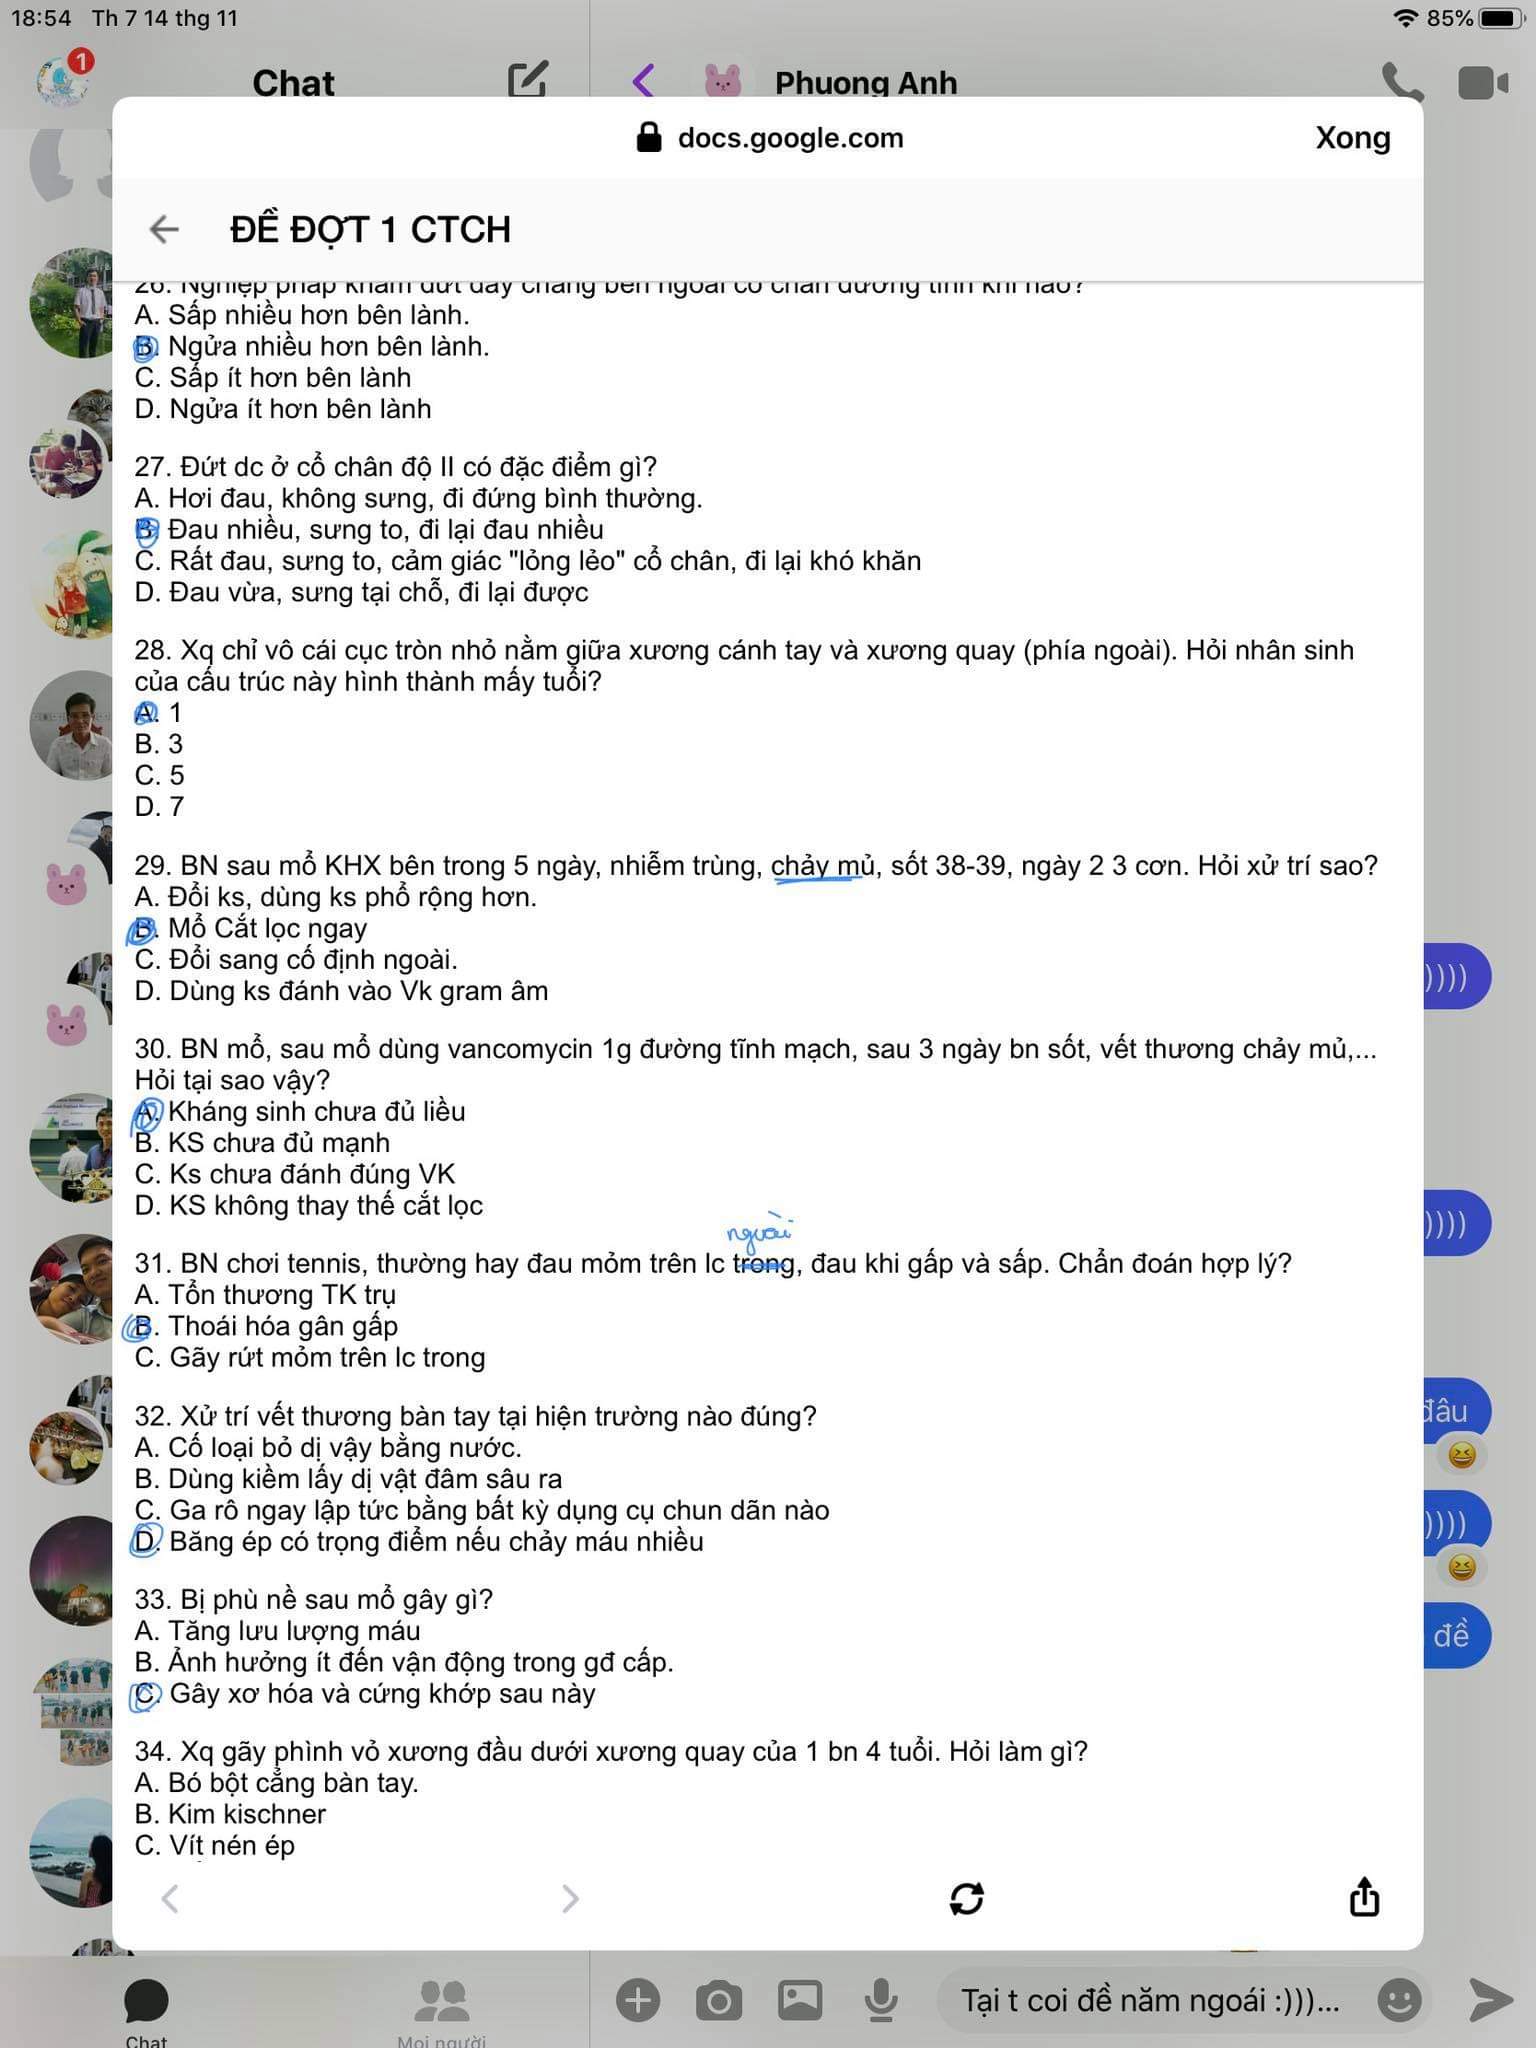 18:54 Th 7 14 thg 11
85%
1
Chat
Phuong Anh
docs.google.com
Xong
ĐỀ ĐỢT 1 CTCH
26. Nghiệp pháp khám đứt dây chằng bên ngoài cổ chân dương tính khi nào?
A. Sấp nhiều hơn bên lành.
B. Ngửa nhiều hơn bên lành.
C. Sấp ít hơn bên lành
D. Ngửa ít hơn bên lành
27. Đứt dc ở cổ chân độ II có đặc điểm gì?
A. Hơi đau, không sưng, đi đứng bình thường.
B. Đau nhiều, sưng to, đi lại đau nhiều
C. Rất đau, sưng to, cảm giác "lỏng lẻo" cổ chân, đi lại khó khăn
D. Đau vừa, sưng tại chỗ, đi lại được
28. Xq chỉ vô cái cục tròn nhỏ nằm giữa xương cánh tay và xương quay (phía ngoài). Hỏi nhân sinh
của cấu trúc này hình thành mấy tuổi?
A. 1
B. 3
C. 5
D. 7
29. BN sau mổ KHX bên trong 5 ngày, nhiễm trùng, chảy mủ, sốt 38-39, ngày 2 3 cơn. Hỏi xử trí sao?
A. Đổi ks, dùng ks phổ rộng hơn.
B. Mổ Cắt lọc ngay
C. Đổi sang cố định ngoài.
D. Dùng ks đánh vào Vk gram âm
))))
30. BN mổ, sau mổ dùng vancomycin 1g đường tĩnh mạch, sau 3 ngày bn sốt, vết thương chảy mủ,...
Hỏi tại sao vậy?
A. Kháng sinh chưa đủ liều
B. KS chưa đủ mạnh
C. Ks chưa đánh đúng VK
D. KS không thay thế cắt lọc
))))
ngoài
31. BN chơi tennis, thường hay đau mỏm trên lc trong, đau khi gấp và sấp. Chẩn đoán hợp lý?
A. Tổn thương TK trụ
B. Thoái hóa gân gấp
C. Gãy rứt mỏm trên lc trong
32. Xử trí vết thương bàn tay tại hiện trường nào đúng?
A. Cố loại bỏ dị vậy bằng nước.
B. Dùng kiềm lấy dị vật đâm sâu ra
C. Ga rô ngay lập tức bằng bất kỳ dụng cụ chun dãn nào
D. Băng ép có trọng điểm nếu chảy máu nhiều
đâu
))))
33. Bị phù nề sau mổ gây gì?
A. Tăng lưu lượng máu
B. Ảnh hưởng ít đến vận động trong gđ cấp.
C. Gây xơ hóa và cứng khớp sau này
đề
34. Xq gãy phình vỏ xương đầu dưới xương quay của 1 bn 4 tuổi. Hỏi làm gì?
A. Bó bột cẳng bàn tay.
B. Kim kischner
C. Vít nén ép
Tại t coi đề năm ngoái :)))...
Chat
Mọi người